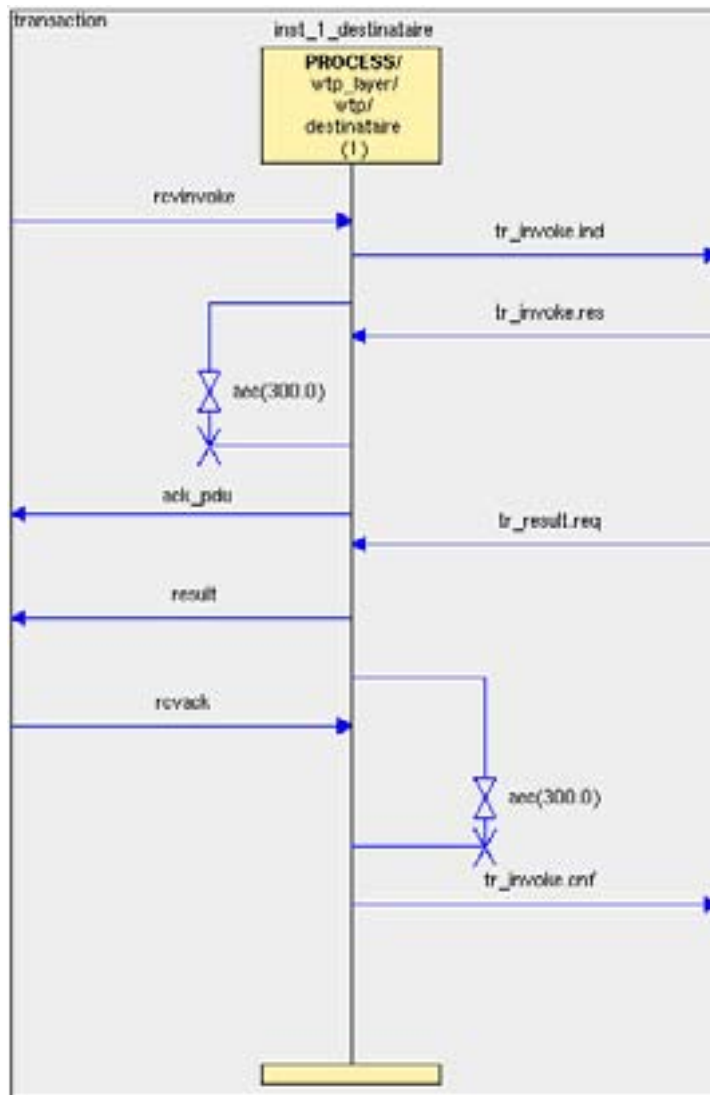 transaction
inst_1_destinataire
PROCESS/
wtp_layer/
wtp/
destinataire
(1)
rcvinvoke
tr_invoke.ind
tr_invoke.res
aec(300.0)
ack_pdu
tr_result.req
result
rcvack
aec(300.0)
tr_invoke.cnf